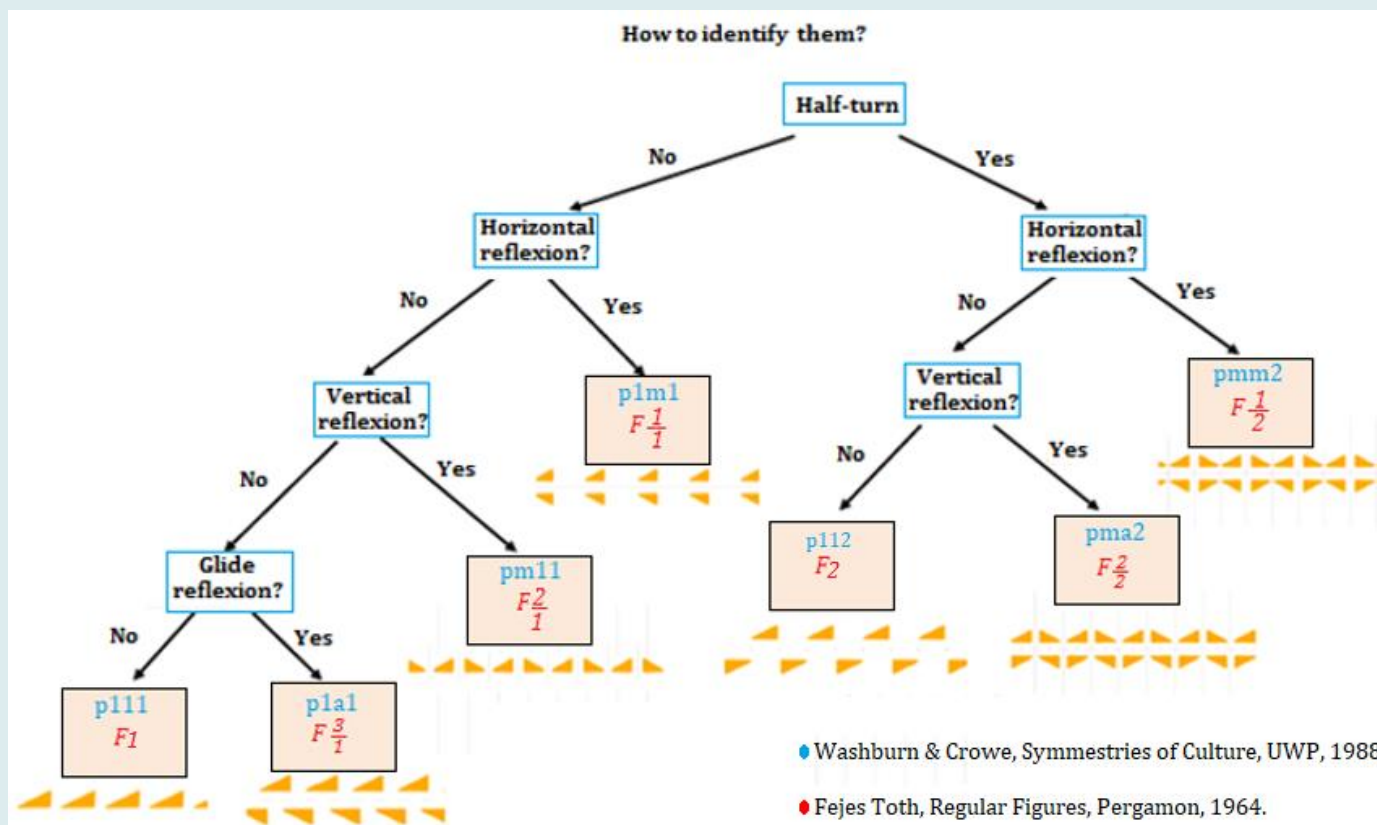 How to identify them?
Half-turn
No
Yes
Horizontal
reflexion?
Horizontal
reflexion?
No
Yes
No
Yes
Vertical
reflexion?
p1m1
F 1/1
Vertical
reflexion?
pmm2
F 1/2
No
Yes
No
Yes
Glide
reflexion?
pm11
F 2/1
p112
F2
pma2
F 2/2
No
Yes
p111
F1
p1a1
F 3/1
Washburn & Crowe, Symmestries of Culture, UWP, 1988
Fejes Toth, Regular Figures, Pergamon, 1964.